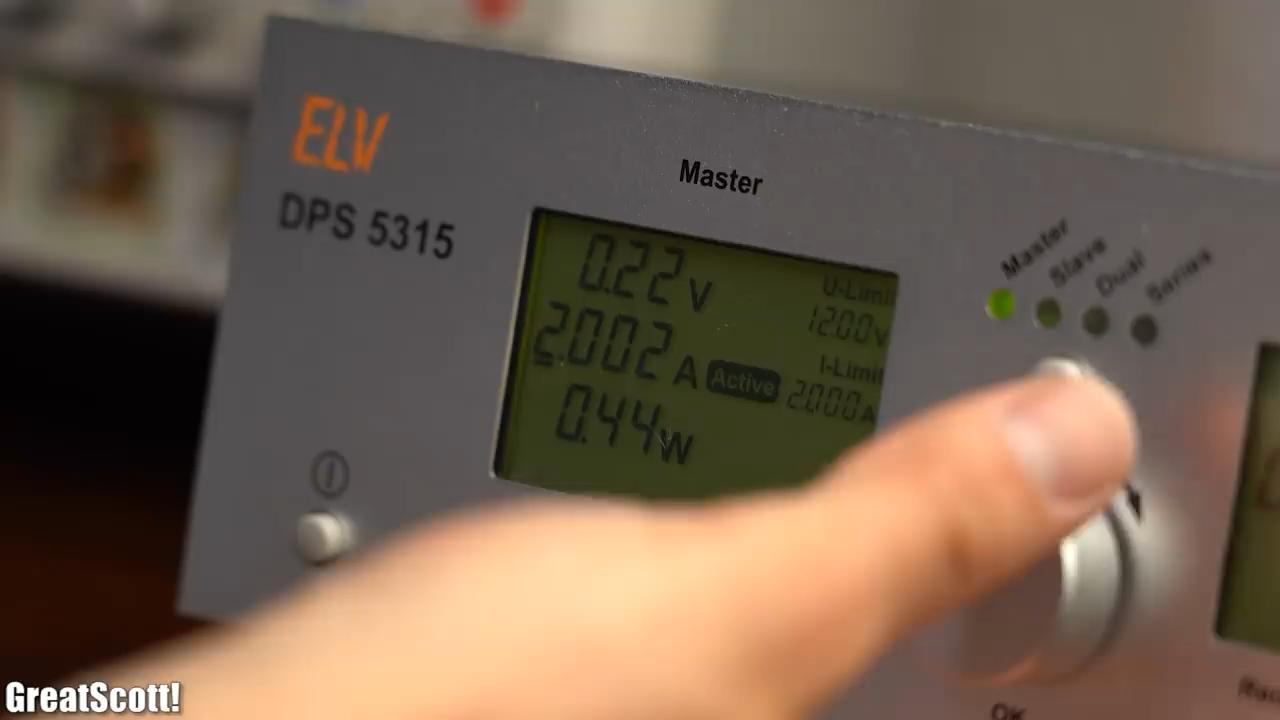 ELV
DPS 5315
Master
Master
Slave
Dual
Series
0.22 V
2.002 A
0.44 W
Active
U-Limit
12.00 V
I-Limit
2.000 A
OK
GreatScott!